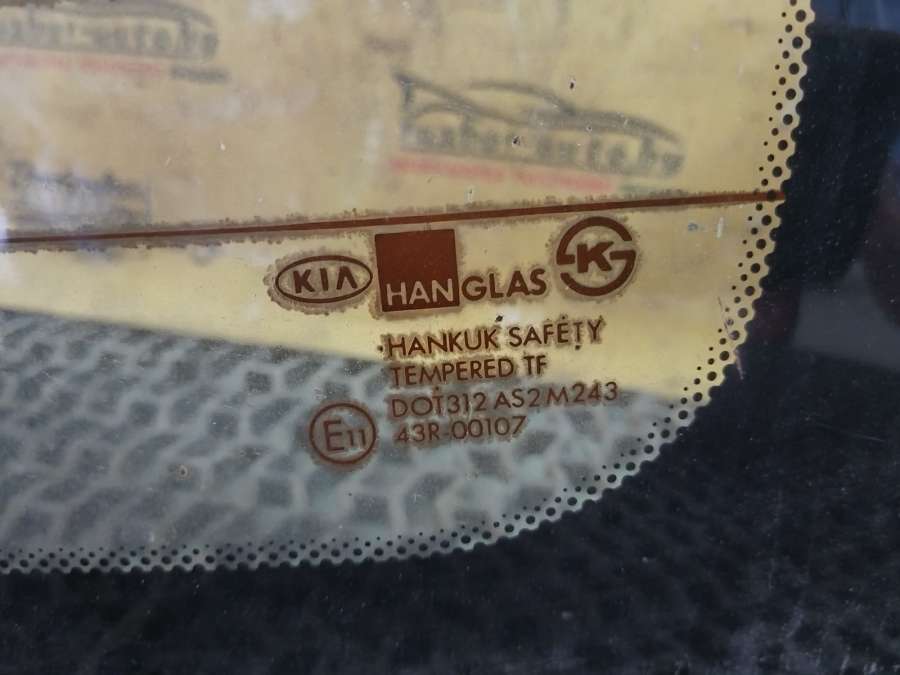 KIA HANGLAS K
HANKUK SAFETY
TEMPERED TF
DOT312 AS2 M243
E11 43R-00107